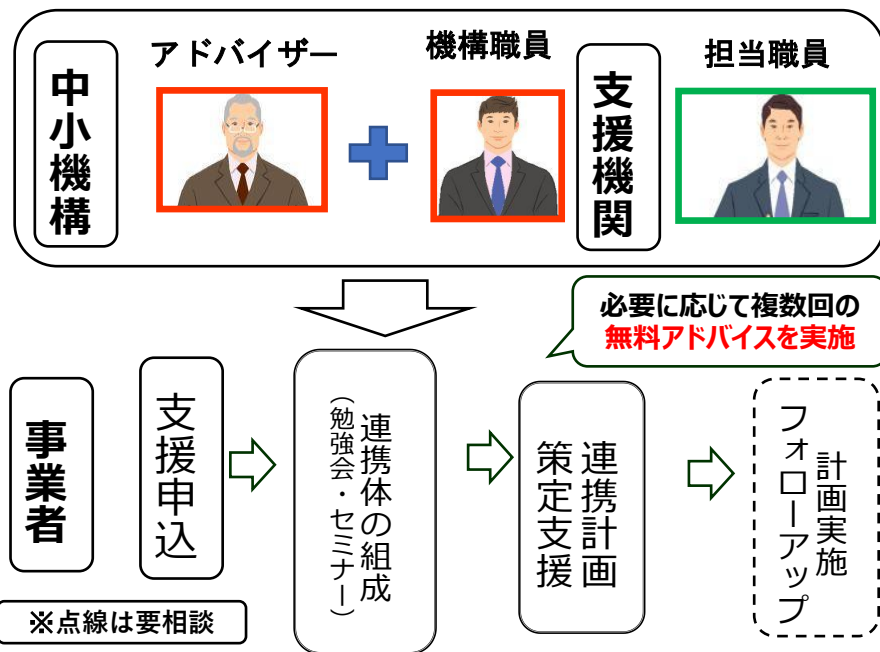 中小機構
アドバイザー
機構職員
支援機関
担当職員
必要に応じて複数回の
無料アドバイスを実施
事業者
支援申込
連携体の組成
(勉強会・セミナー)
連携計画
策定支援
計画実施
フォローアップ
※点線は要相談